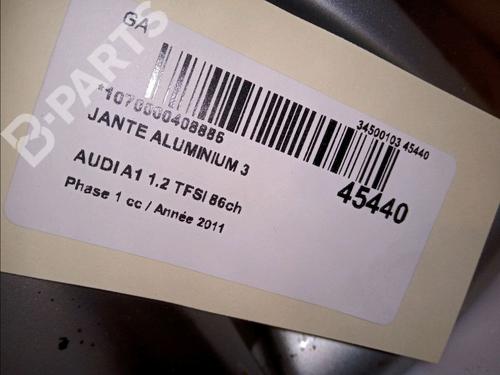 GA
B-PARTS
34500103 45440
*1070000408885
JANTE ALUMINIUM 3
45440
AUDI A1 1.2 TFSI 86ch
Phase 1 cc / Année 2011